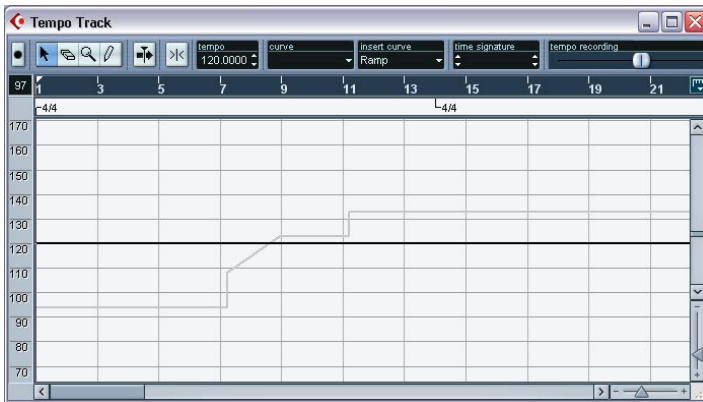 Tempo Track
tempo
120.0000
curve
insert curve
Ramp
time signature
tempo recording
97
1 3 5 7 9 11 13 15 17 19 21
4/4 4/4
170
160
150
140
130
120
110
100
90
80
70